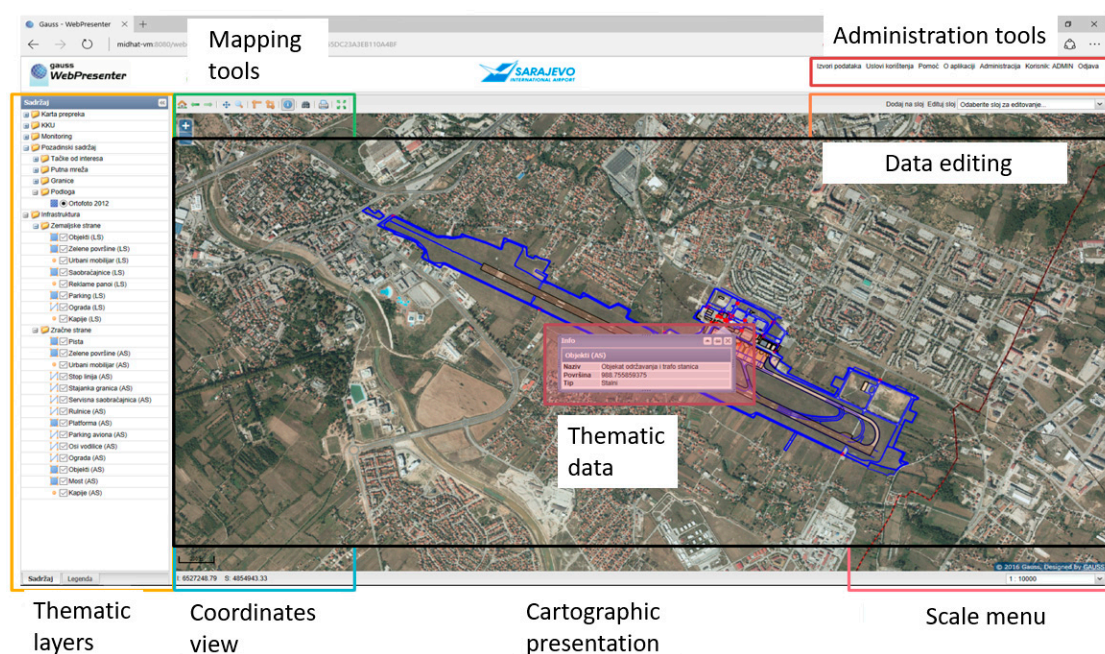 Gauss - WebPresenter
midhat-vm:8080/web
5DC23A3EB110A4BF
Mapping
tools
Administration tools
gauss
WebPresenter
SARAJEVO
INTERNATIONAL AIRPORT
Izvori podataka Uslovi korištenja Pomoć O aplikaciji Administracija Korisnik: ADMIN Odjava
Sadržaj
Dodaj na sloj Edituj sloj Odaberite sloj za editovanje...
Karta prepreka
KKU
Monitoring
Pozadinski sadržaj
Tačke od interesa
Putna mreža
Granice
Podloga
Ortofoto 2012
Infrastruktura
Zemaljske strane
Objekti (LS)
Zelene površine (LS)
Urbani mobilijar (LS)
Saobraćajnice (LS)
Reklame panoi (LS)
Parking (LS)
Ograda (LS)
Kapije (LS)
Zračne strane
Pista
Zelene površine (AS)
Urbani mobilijar (AS)
Stop linija (AS)
Stajanka granica (AS)
Servisna saobraćajnica (AS)
Rulnice (AS)
Platforma (AS)
Parking aviona (AS)
Osi vodilice (AS)
Ograda (AS)
Objekti (AS)
Most (AS)
Kapije (AS)
Data editing
Info
Objekti (AS)
Naziv Objekat održavanja i trafo stanica
Površina 988.755859375
Tip Stalni
Thematic
data
© 2016 Gauss, Designed by GAUSS
Sadržaj Legenda
I: 6527248.79 S: 4854943.33
1 : 10000
Thematic
layers
Coordinates
view
Cartographic
presentation
Scale menu